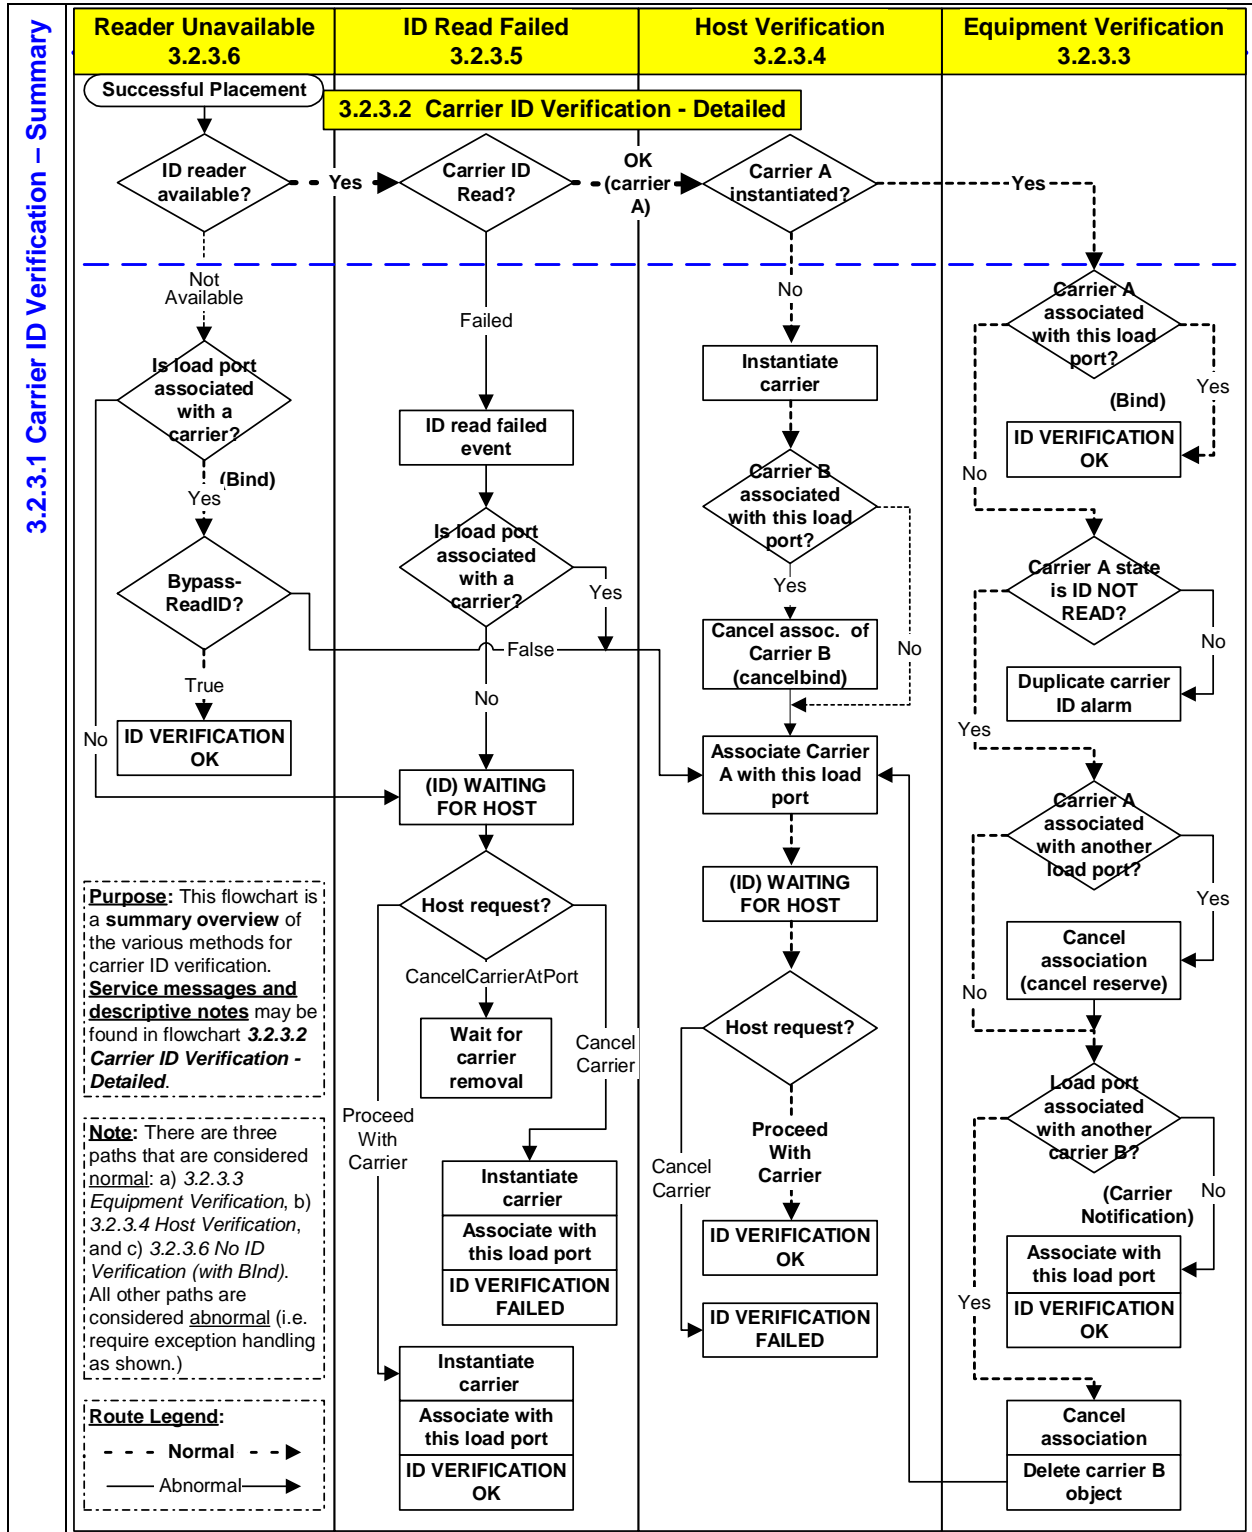 3.2.3.1 Carrier ID Verification – Summary
Reader Unavailable
3.2.3.6
ID Read Failed
3.2.3.5
Host Verification
3.2.3.4
Equipment Verification
3.2.3.3
Successful Placement
3.2.3.2 Carrier ID Verification - Detailed
ID reader
available?
Yes
Carrier ID
Read?
OK
(carrier
A)
Carrier A
instantiated?
Yes
Not
Available
Is load port
associated
with a
carrier?
(Bind)
Yes
Bypass-
ReadID?
False
True
No
ID VERIFICATION
OK
Failed
ID read failed
event
Is load port
associated
with a
carrier?
Yes
No
(ID) WAITING
FOR HOST
Host request?
CancelCarrierAtPort
Wait for
carrier
removal
Cancel
Carrier
Proceed
With
Carrier
Instantiate
carrier
Associate with
this load port
ID VERIFICATION
FAILED
Instantiate
carrier
Associate with
this load port
ID VERIFICATION
OK
No
Instantiate
carrier
Carrier B
associated
with this load
port?
Yes
No
Cancel assoc. of
Carrier B
(cancelbind)
Associate Carrier
A with this load
port
(ID) WAITING
FOR HOST
Host request?
Proceed
With
Carrier
Cancel
Carrier
ID VERIFICATION
OK
ID VERIFICATION
FAILED
Carrier A
associated
with this load
port?
Yes
(Bind)
ID VERIFICATION
OK
No
Carrier A state
is ID NOT
READ?
No
Duplicate carrier
ID alarm
Yes
Carrier A
associated
with another
load port?
Yes
Cancel
association
(cancel reserve)
No
Load port
associated
with another
carrier B?
(Carrier
Notification)
No
Associate with
this load port
ID VERIFICATION
OK
Yes
Cancel
association
Delete carrier B
object
Purpose: This flowchart is
a summary overview of
the various methods for
carrier ID verification.
Service messages and
descriptive notes may be
found in flowchart 3.2.3.2
Carrier ID Verification -
Detailed.
Note: There are three
paths that are considered
normal: a) 3.2.3.3
Equipment Verification, b)
3.2.3.4 Host Verification,
and c) 3.2.3.6 No ID
Verification (with BInd).
All other paths are
considered abnormal (i.e.
require exception handling
as shown.)
Route Legend:
Normal
Abnormal